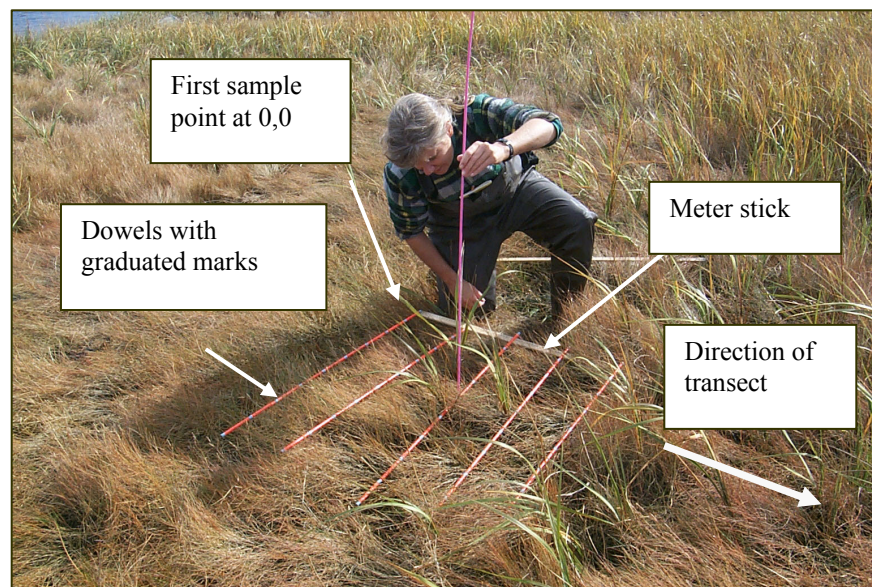 First sample
point at 0,0
Dowels with
graduated marks
Meter stick
Direction of
transect